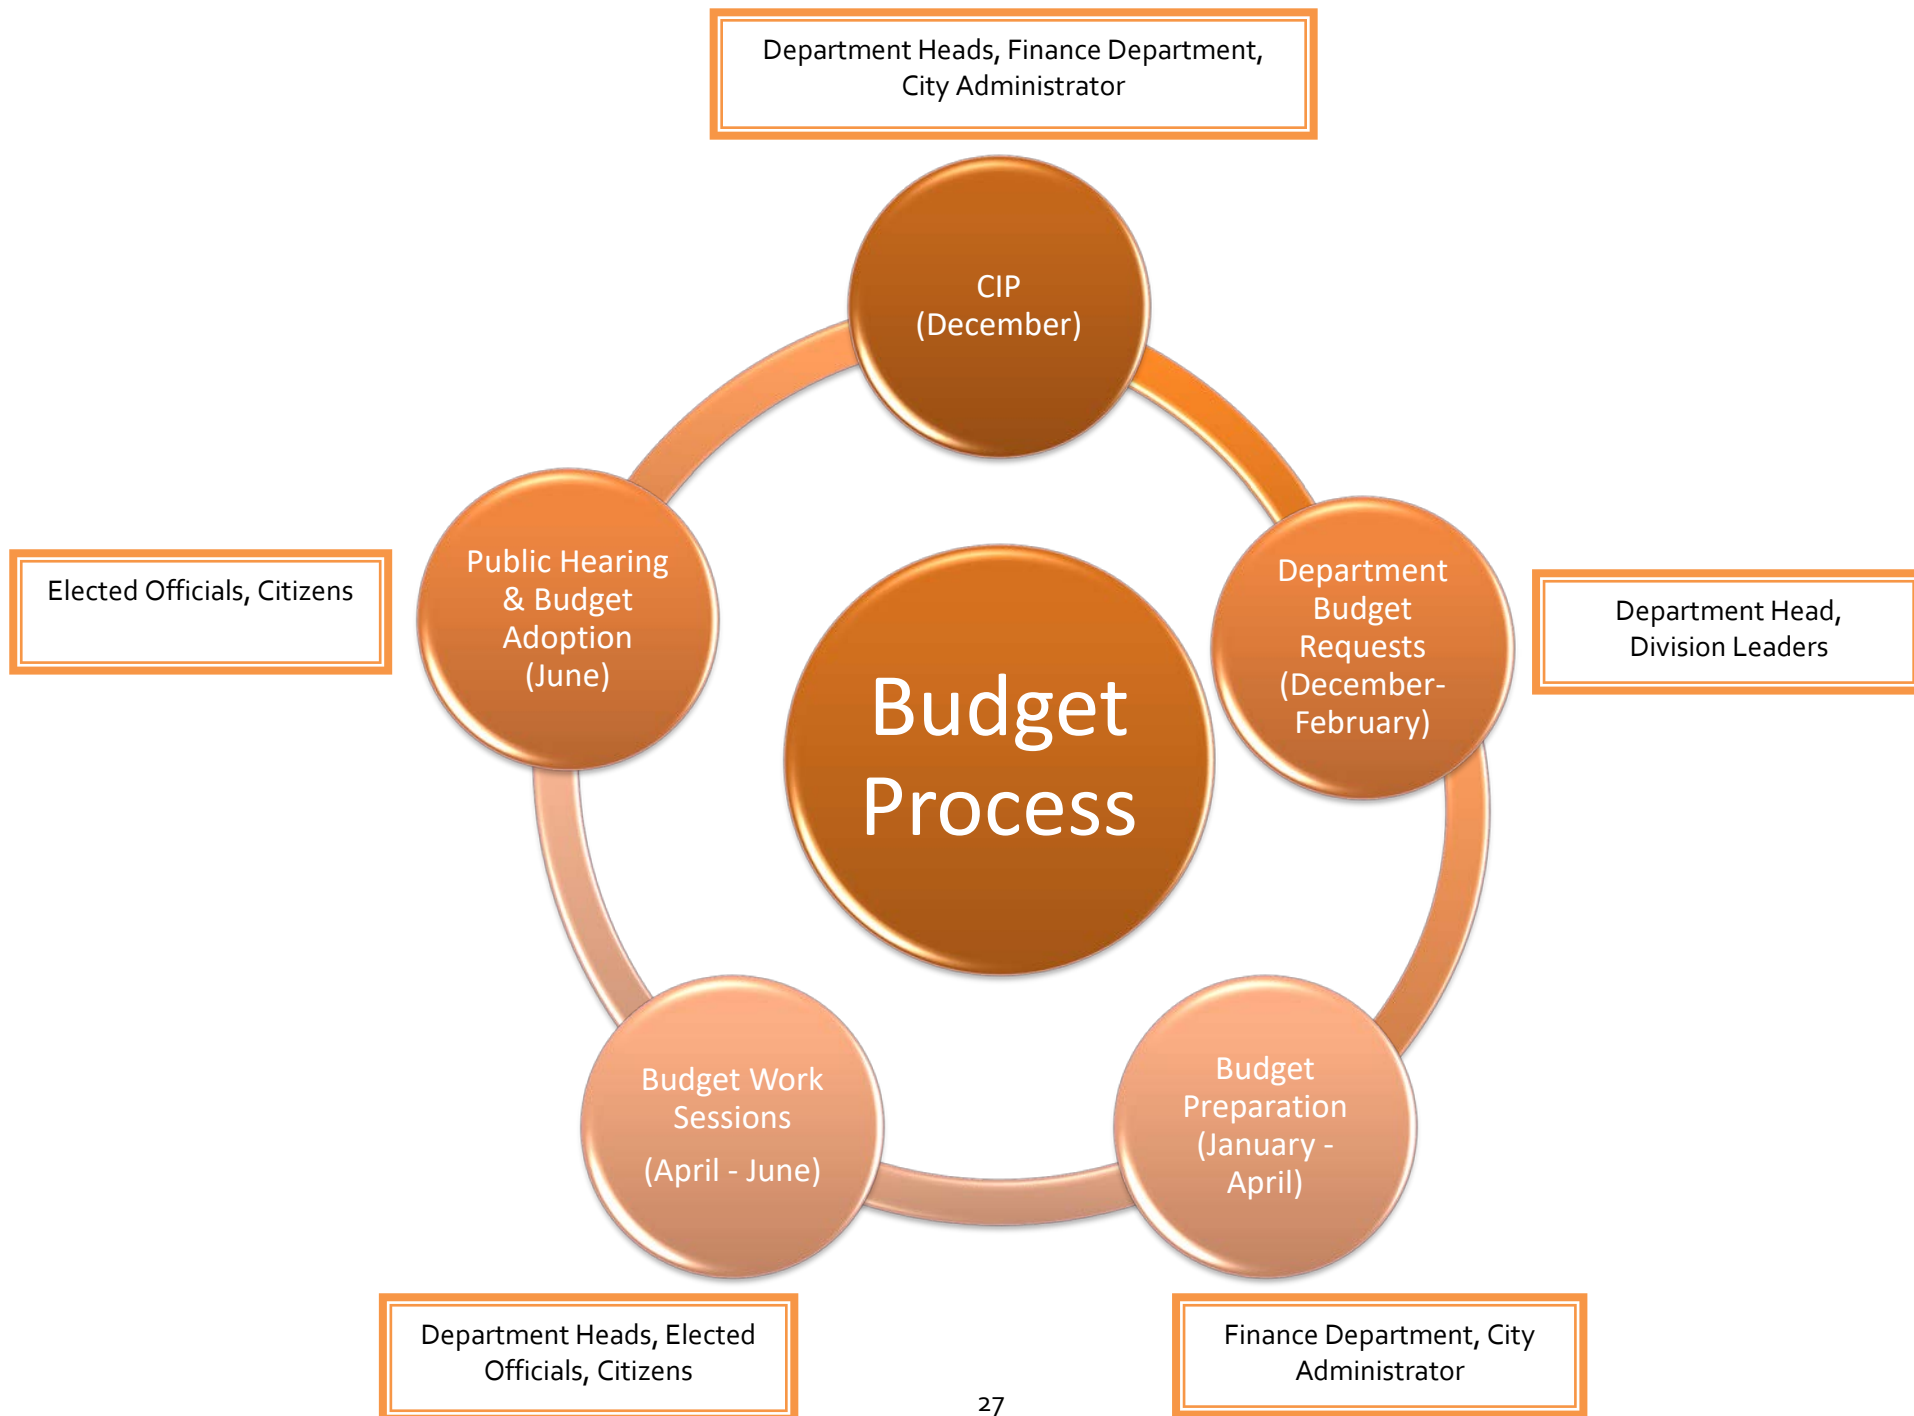 Department Heads, Finance Department,
City Administrator
CIP
(December)
Department
Budget
Requests
(December-
February)
Department Head,
Division Leaders
Budget
Preparation
(January -
April)
Finance Department, City
Administrator
Budget Work
Sessions
(April - June)
Department Heads, Elected
Officials, Citizens
Public Hearing
& Budget
Adoption
(June)
Elected Officials, Citizens
Budget
Process
27